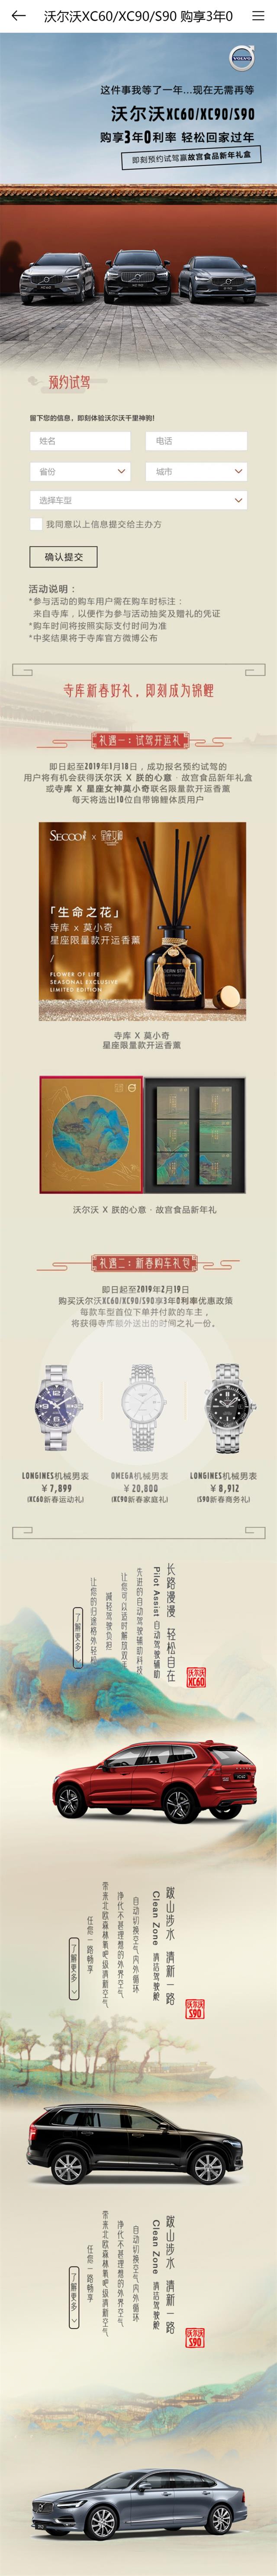 沃尔沃XC60/XC90/S90 购享3年0
VOLVO
这件事我等了一年...现在无需再等
沃尔沃XC60/XC90/S90
购享3年0利率 轻松回家过年
即刻预约试驾赢故宫食品新年礼盒
预约试驾
留下您的信息，即刻体验沃尔沃千里神驹!
姓名
电话
省份
城市
选择车型
我同意以上信息提交给主办方
确认提交
活动说明：
*参与活动的购车用户需在购车时标注：
来自寺库，以便作为参与活动抽奖及赠礼的凭证
*购车时间将按照实际支付时间为准
*中奖结果将于寺库官方微博公布
寺库新春好礼，即刻成为锦鲤
礼遇一：试驾开运礼
即日起至2019年1月18日，成功报名预约试驾的
用户将有机会获得沃尔沃 X 朕的心意·故宫食品新年礼盒
或寺库 X 星座女神莫小奇联名限量款开运香薰
每天将选出10位自带锦鲤体质用户
SECOO
「生命之花」
寺库 x 莫小奇
星座限量款开运香薰
FLOWER OF LIFE
SEASONAL EXCLUSIVE
LIMITED EDITION
寺库 X 莫小奇
星座限量款开运香薰
沃尔沃 X 朕的心意·故宫食品新年礼
礼遇二：新春购车礼包
即日起至2019年2月19日
购买沃尔沃XC60/XC90/S90享3年0利率优惠政策
每款车型首位下单并付款的车主，
将获得寺库额外送出的时间之礼一份。
LONGINES机械男表
¥7,899
(XC60新春运动礼)
OMEGA机械男表
¥20,800
(XC90新春家庭礼)
LONGINES机械男表
¥8,912
(S90新春商务礼)
长路漫漫 轻松自在
Pilot Assist 自动驾驶辅助
先进的自动驾驶辅助科技
让您可以适时解放双手
减轻驾驶负担
让你的归途格外轻松
了解更多
沃尔沃
XC60
跋山涉水 清新一路
Clean Zone 清洁驾驶舱
自动切换空气内外循环
净代不甚理想的外界空气
带来北欧森林氧吧级清新空气
任您一路畅享
了解更多
沃尔沃
S90
跋山涉水 清新一路
Clean Zone 清洁驾驶舱
自动切换空气内外循环
净代不甚理想的外界空气
带来北欧森林氧吧级清新空气
任您一路畅享
了解更多
沃尔沃
S90